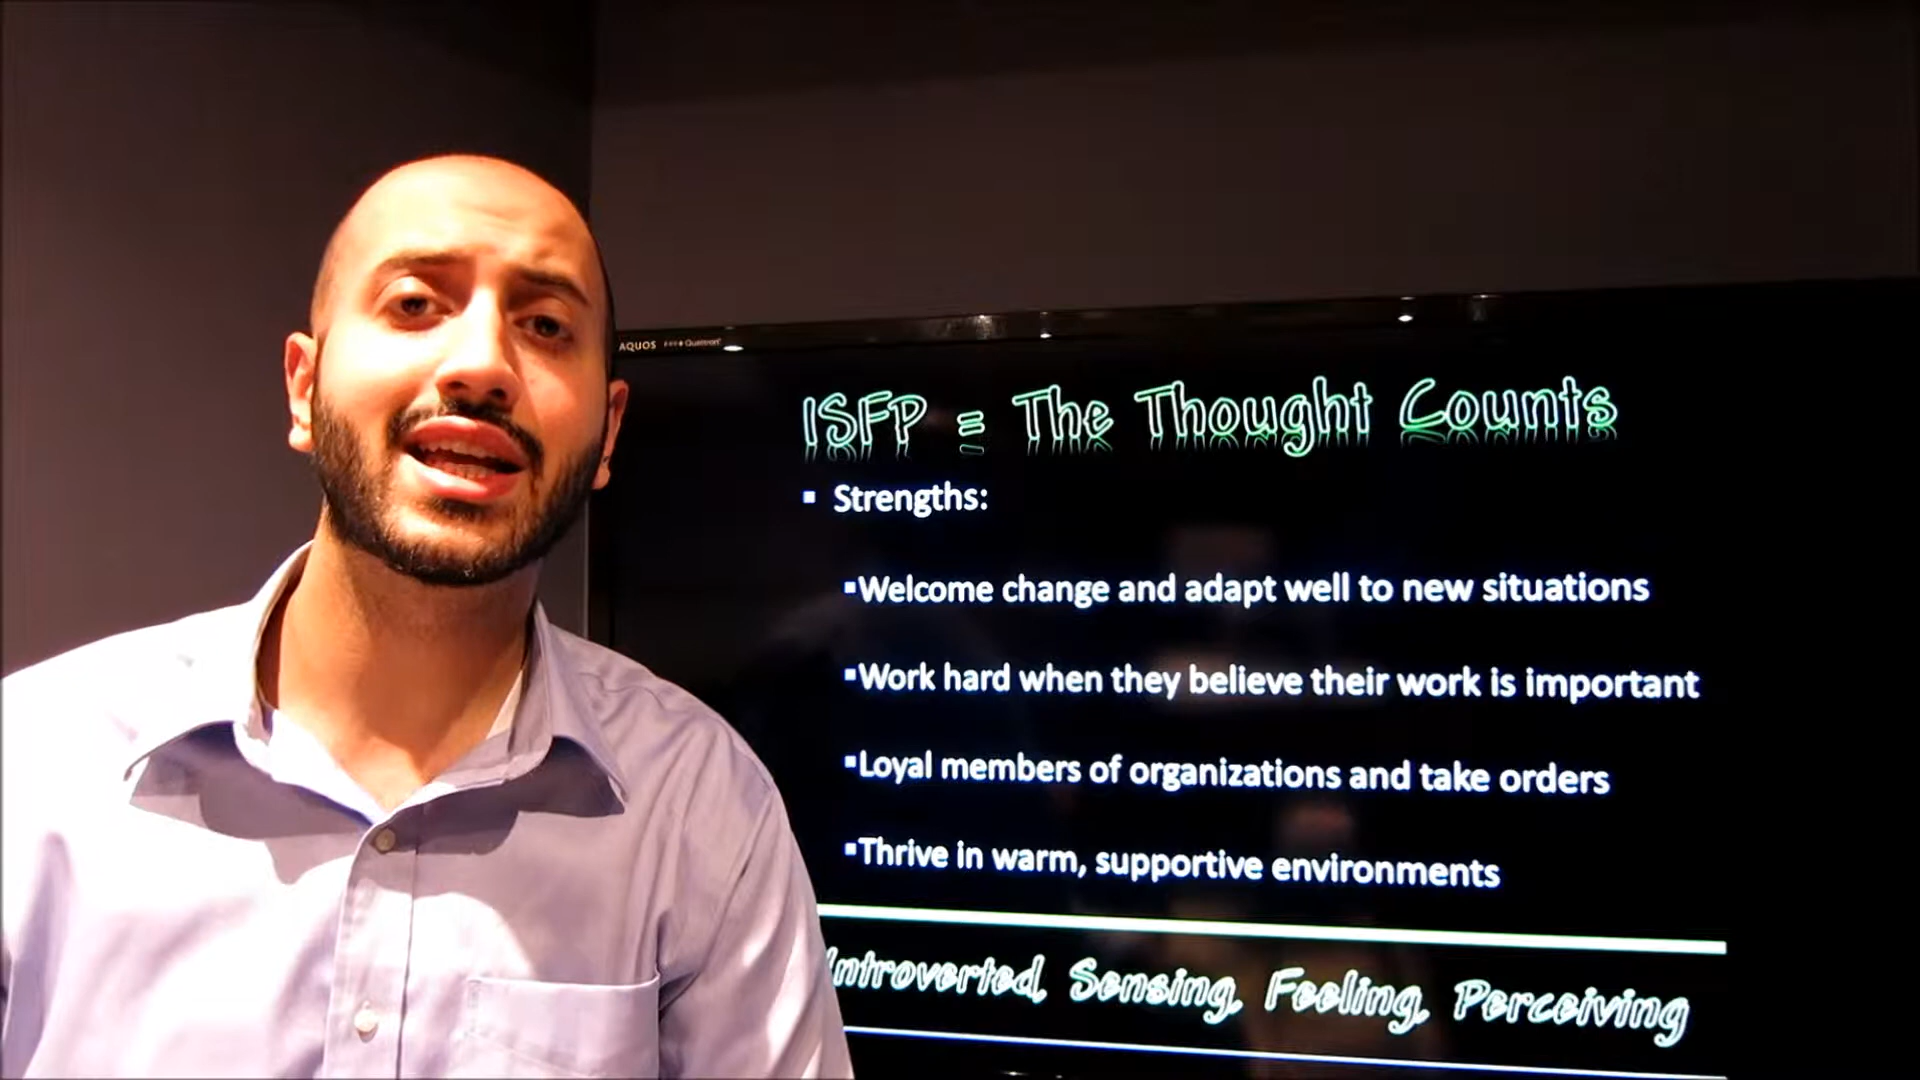 AQUOS Quattron
ISFP = The Thought Counts
▪ Strengths:
▪Welcome change and adapt well to new situations
▪Work hard when they believe their work is important
▪Loyal members of organizations and take orders
▪Thrive in warm, supportive environments
Introverted, Sensing, Feeling, Perceiving